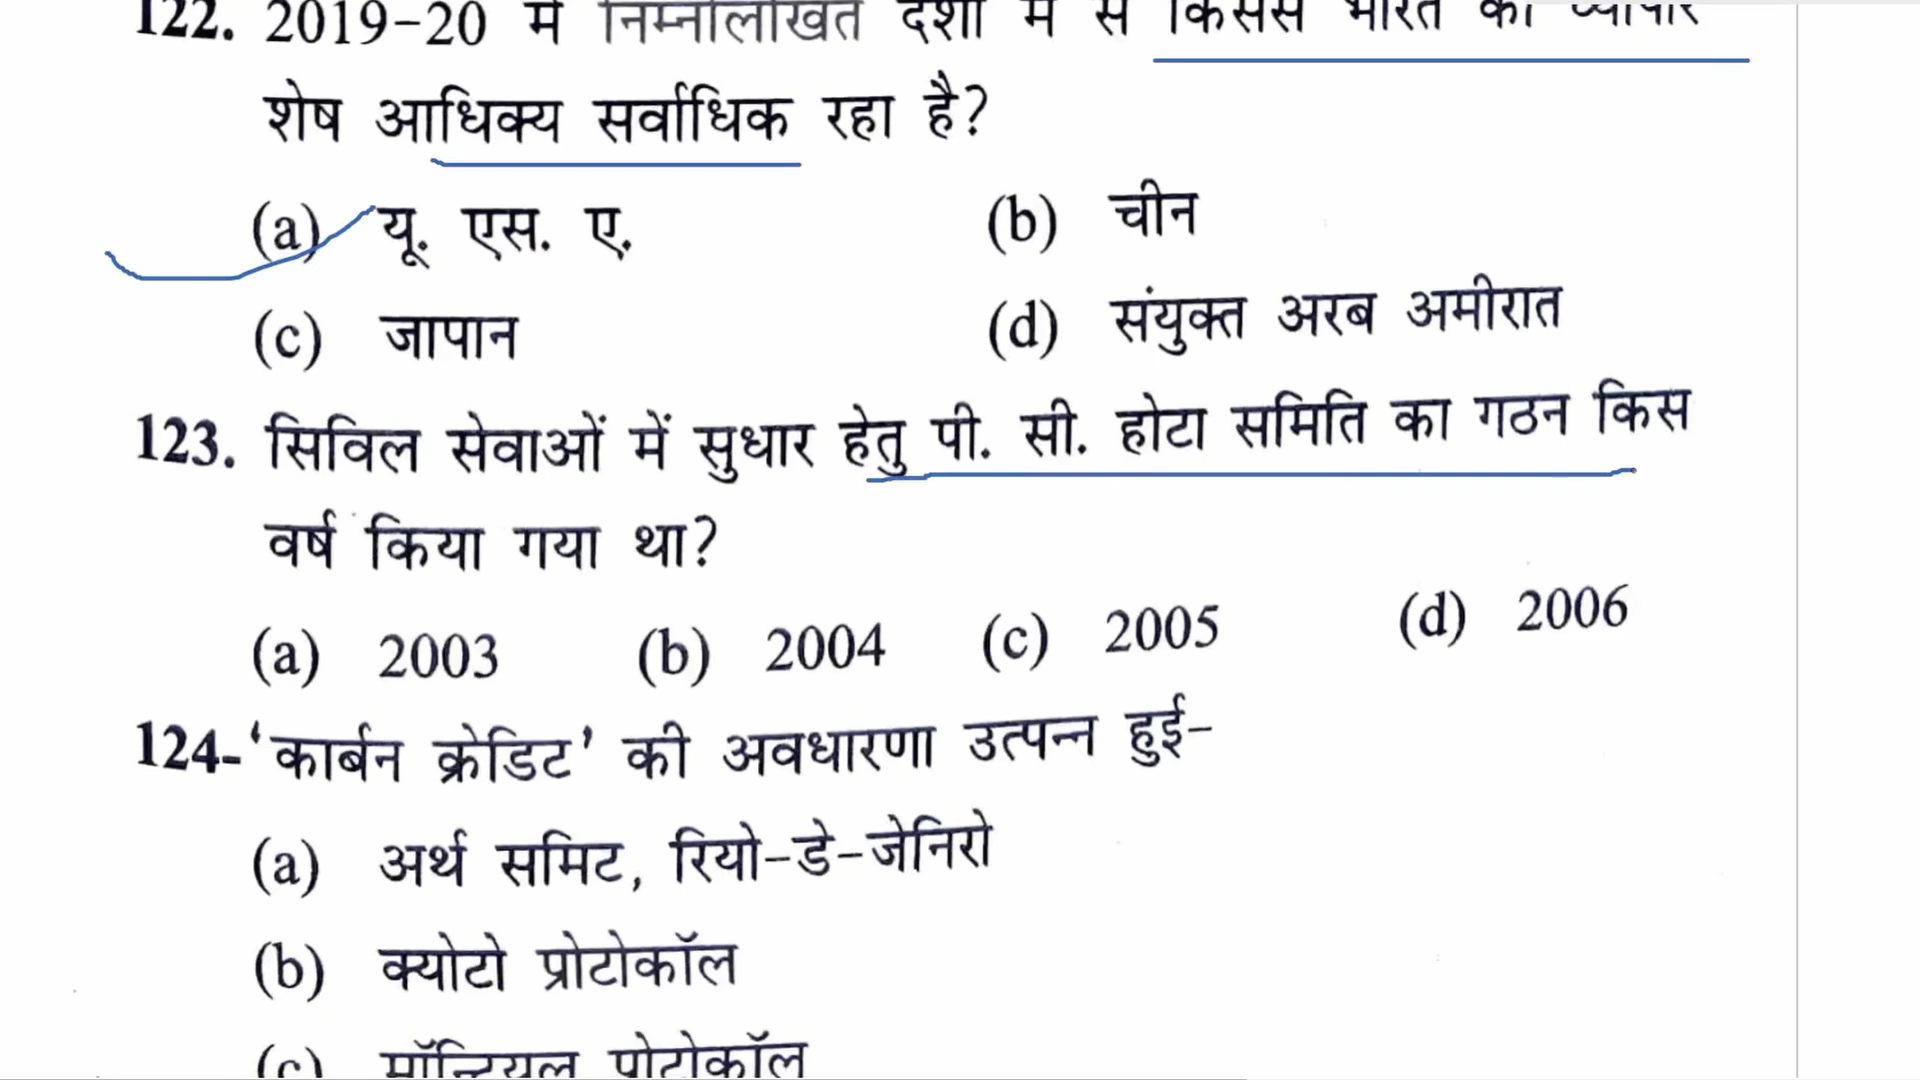 122. 2019-20 में निम्नलिखित देशों में से किससे भारत का व्यापार
शेष आधिक्य सर्वाधिक रहा है?
(a) यू. एस. ए. (b) चीन
(c) जापान (d) संयुक्त अरब अमीरात
123. सिविल सेवाओं में सुधार हेतु पी. सी. होटा समिति का गठन किस
वर्ष किया गया था?
(a) 2003 (b) 2004 (c) 2005 (d) 2006
124-‘कार्बन क्रेडिट’ की अवधारणा उत्पन्न हुई-
(a) अर्थ समिट, रियो-डे-जेनिरो
(b) क्योटो प्रोटोकॉल
(c) मॉन्ट्रियल प्रोटोकॉल